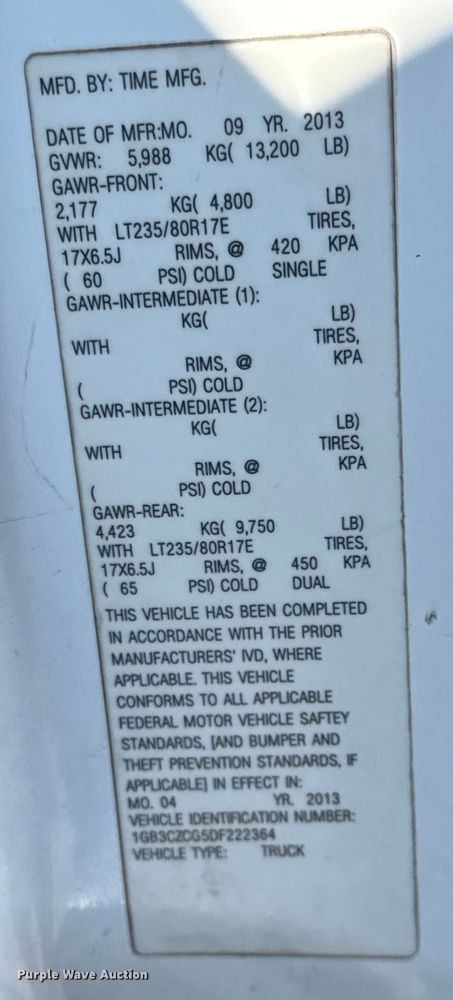 MFD. BY: TIME MFG.
DATE OF MFR:MO. 09 YR. 2013
GVWR: 5,988 KG( 13,200 LB)
GAWR-FRONT:
2,177 KG( 4,800 LB)
WITH LT235/80R17E TIRES,
17X6.5J RIMS, @ 420 KPA
( 60 PSI) COLD SINGLE
GAWR-INTERMEDIATE (1):
KG( LB)
WITH TIRES,
RIMS, @ KPA
( PSI) COLD
GAWR-INTERMEDIATE (2):
KG( LB)
WITH TIRES,
RIMS, @ KPA
( PSI) COLD
GAWR-REAR:
4,423 KG( 9,750 LB)
WITH LT235/80R17E TIRES,
17X6.5J RIMS, @ 450 KPA
( 65 PSI) COLD DUAL
THIS VEHICLE HAS BEEN COMPLETED
IN ACCORDANCE WITH THE PRIOR
MANUFACTURERS' IVD, WHERE
APPLICABLE. THIS VEHICLE
CONFORMS TO ALL APPLICABLE
FEDERAL MOTOR VEHICLE SAFTEY
STANDARDS, [AND BUMPER AND
THEFT PREVENTION STANDARDS, IF
APPLICABLE] IN EFFECT IN:
MO. 04 YR. 2013
VEHICLE IDENTIFICATION NUMBER:
1GB3CZCG5DF222364
VEHICLE TYPE: TRUCK
Purple Wave Auction